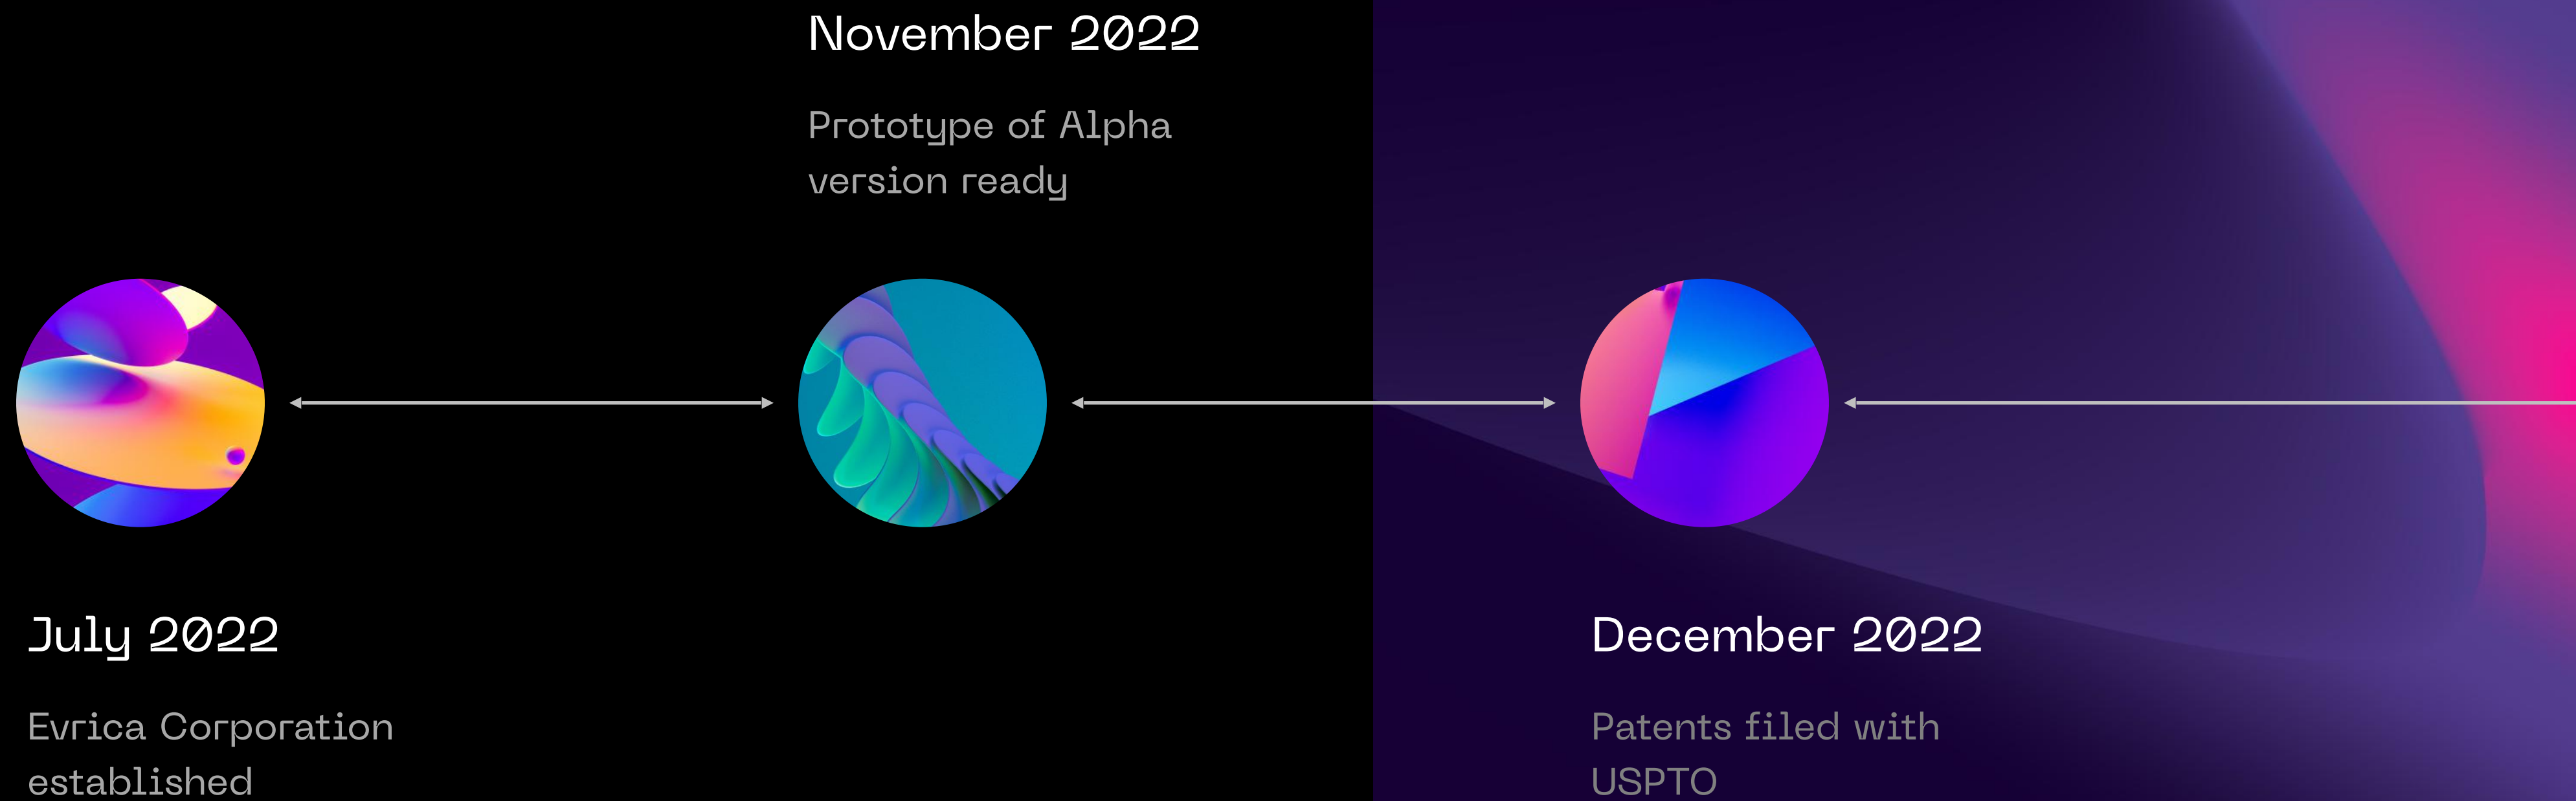 November 2022
Prototype of Alpha
version ready
July 2022
Evrica Corporation
established
December 2022
Patents filed with
USPTO